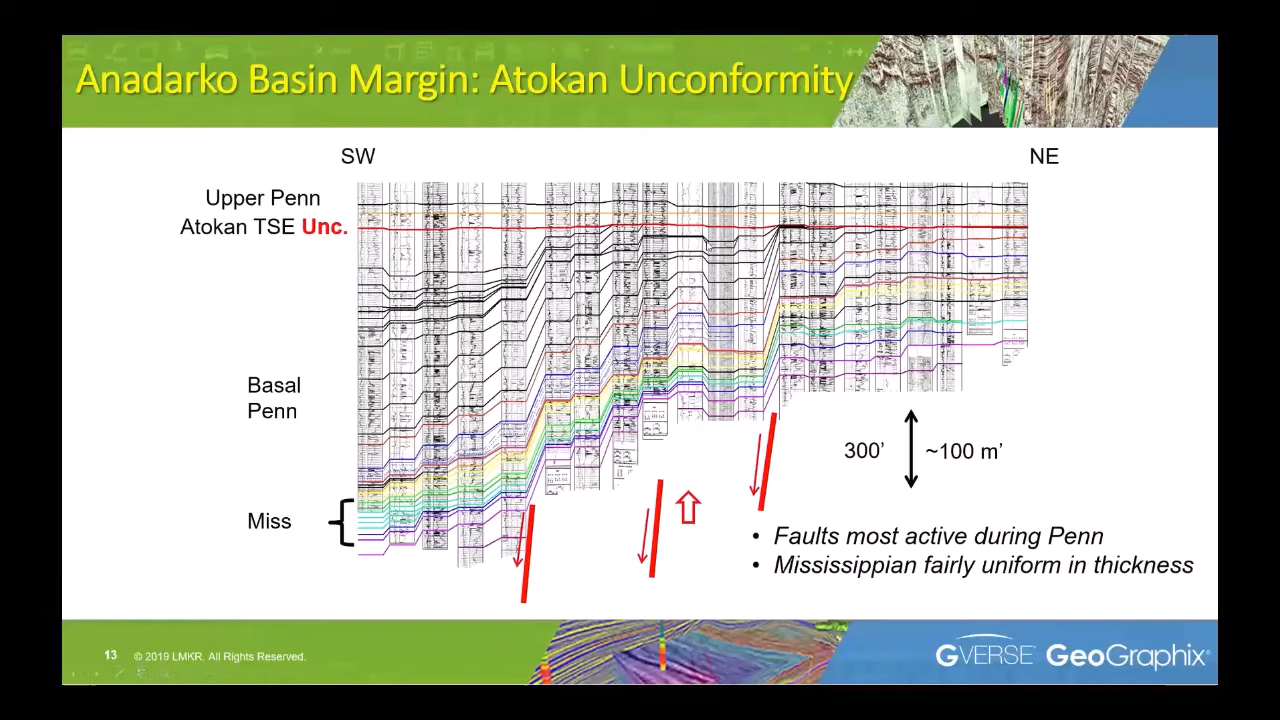 Anadarko Basin Margin: Atokan Unconformity
SW
NE
Upper Penn
Atokan TSE Unc.
Basal
Penn
Miss
300’
~100 m’
• Faults most active during Penn
• Mississippian fairly uniform in thickness
13
© 2019 LMKR. All Rights Reserved.
GVERSE GeoGraphix®